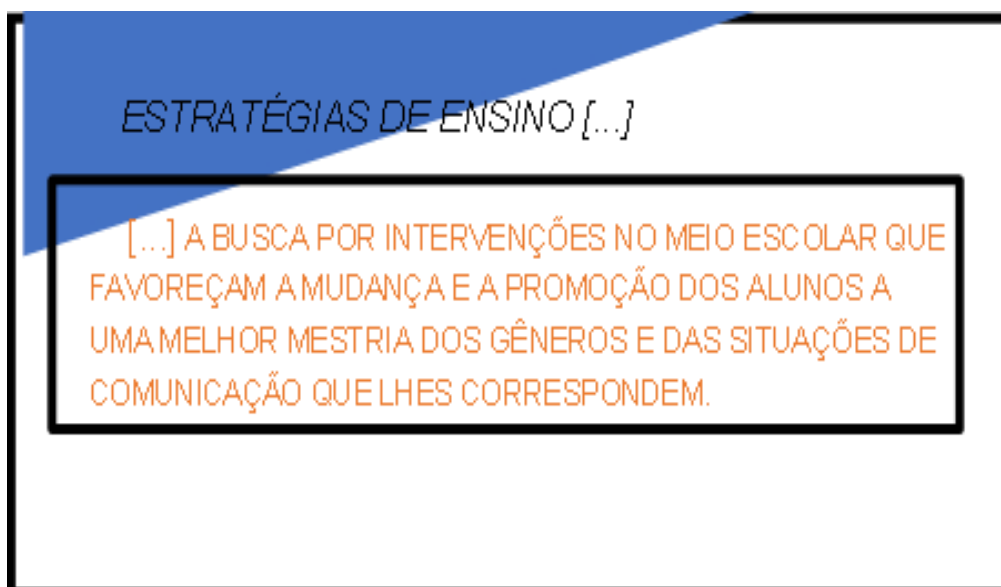 ESTRATÉGIAS DE ENSINO [...]
[...] A BUSCA POR INTERVENÇÕES NO MEIO ESCOLAR QUE
FAVOREÇAM A MUDANÇA E A PROMOÇÃO DOS ALUNOS A
UMA MELHOR MESTRIA DOS GÊNEROS E DAS SITUAÇÕES DE
COMUNICAÇÃO QUE LHES CORRESPONDEM.